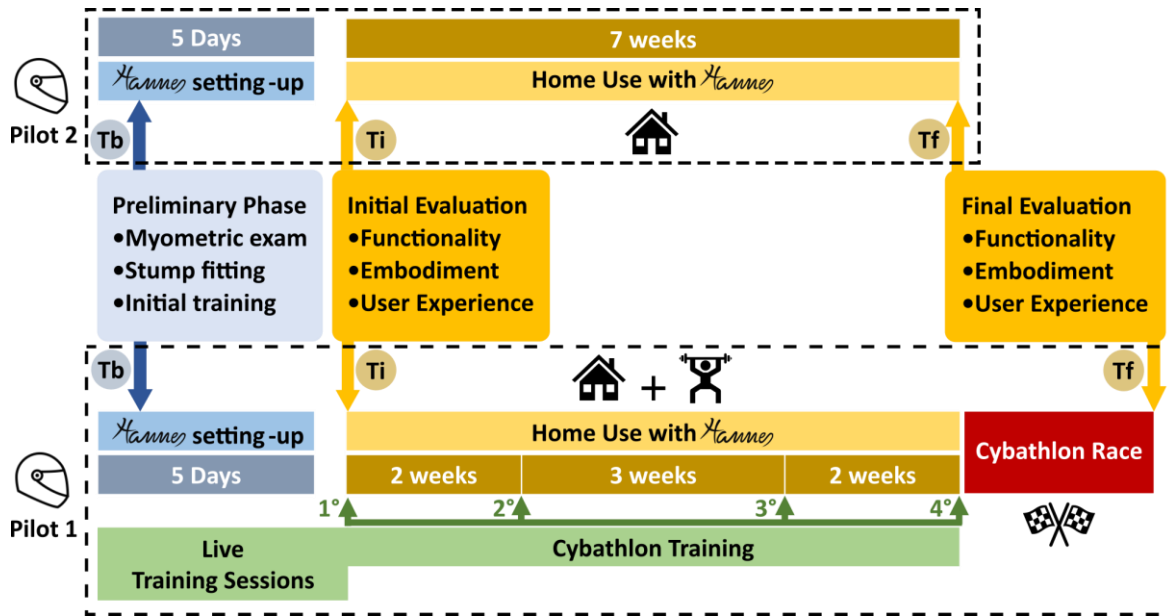 5 Days
7 weeks
Hannes setting-up
Home Use with Hannes
Pilot 2
Tb
Ti
Tf
Preliminary Phase
•Myometric exam
•Stump fitting
•Initial training
Initial Evaluation
•Functionality
•Embodiment
•User Experience
Final Evaluation
•Functionality
•Embodiment
•User Experience
Tb
Ti
+
Tf
Hannes setting-up
Home Use with Hannes
Cybathlon Race
5 Days
2 weeks
3 weeks
2 weeks
Pilot 1
1°
2°
3°
4°
Live
Training Sessions
Cybathlon Training